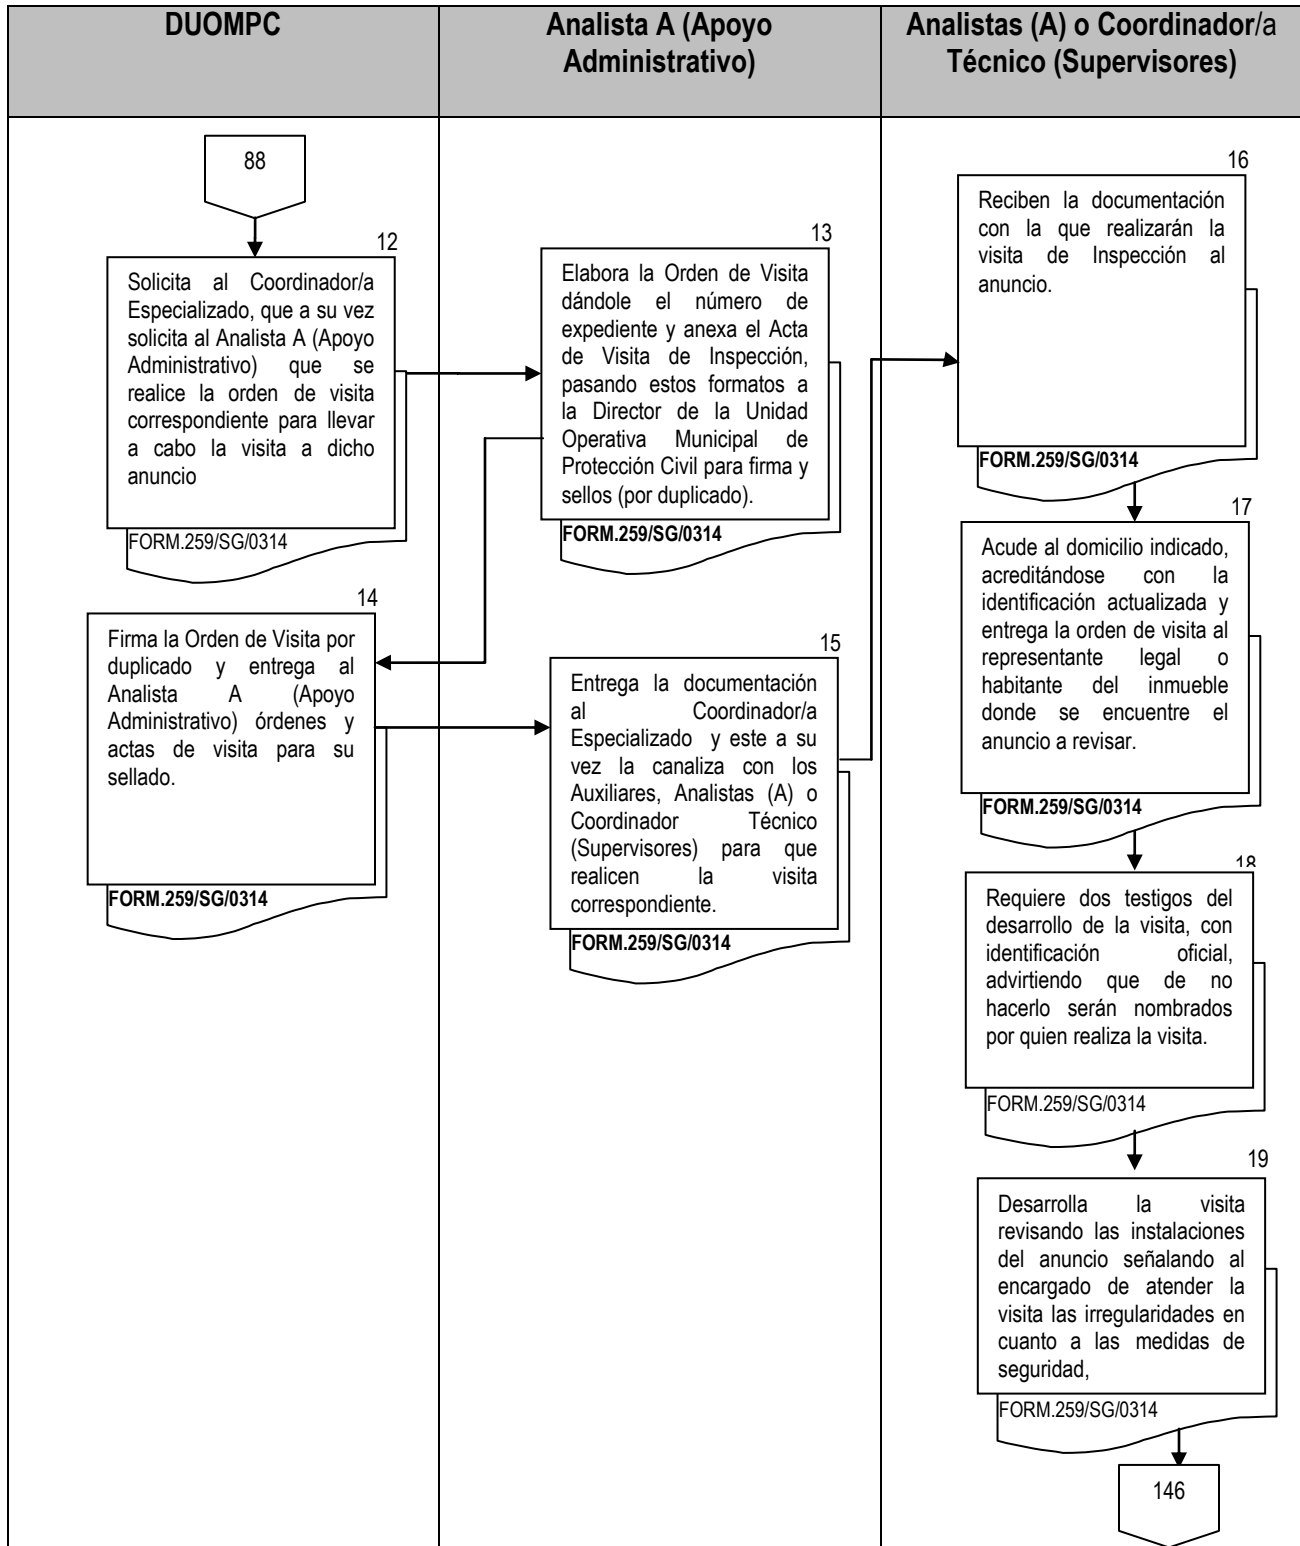 DUOMPC
Analista A (Apoyo
Administrativo)
Analistas (A) o Coordinador/a
Técnico (Supervisores)
88
12
Solicita al Coordinador/a
Especializado, que a su vez
solicita al Analista A (Apoyo
Administrativo) que se
realice la orden de visita
correspondiente para llevar
a cabo la visita a dicho
anuncio
FORM.259/SG/0314
13
Elabora la Orden de Visita
dándole el número de
expediente y anexa el Acta
de Visita de Inspección,
pasando estos formatos a
la Director de la Unidad
Operativa Municipal de
Protección Civil para firma y
sellos (por duplicado).
FORM.259/SG/0314
14
Firma la Orden de Visita por
duplicado y entrega al
Analista A (Apoyo
Administrativo) órdenes y
actas de visita para su
sellado.
FORM.259/SG/0314
15
Entrega la documentación
al Coordinador/a
Especializado y este a su
vez la canaliza con los
Auxiliares, Analistas (A) o
Coordinador Técnico
(Supervisores) para que
realicen la visita
correspondiente.
FORM.259/SG/0314
16
Reciben la documentación
con la que realizarán la
visita de Inspección al
anuncio.
FORM.259/SG/0314
17
Acude al domicilio indicado,
acreditándose con la
identificación actualizada y
entrega la orden de visita al
representante legal o
habitante del inmueble
donde se encuentre el
anuncio a revisar.
FORM.259/SG/0314
18
Requiere dos testigos del
desarrollo de la visita, con
identificación oficial,
advirtiendo que de no
hacerlo serán nombrados
por quien realiza la visita.
FORM.259/SG/0314
19
Desarrolla la visita
revisando las instalaciones
del anuncio señalando al
encargado de atender la
visita las irregularidades en
cuanto a las medidas de
seguridad,
FORM.259/SG/0314
146